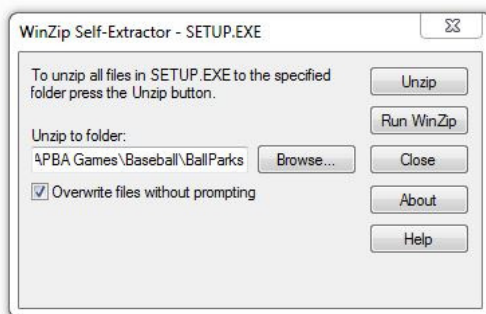 WinZip Self-Extractor - SETUP.EXE
To unzip all files in SETUP.EXE to the specified
folder press the Unzip button.
Unzip to folder:
APBA Games\Baseball\BallParks
Browse...
Overwrite files without prompting
Unzip
Run WinZip
Close
About
Help